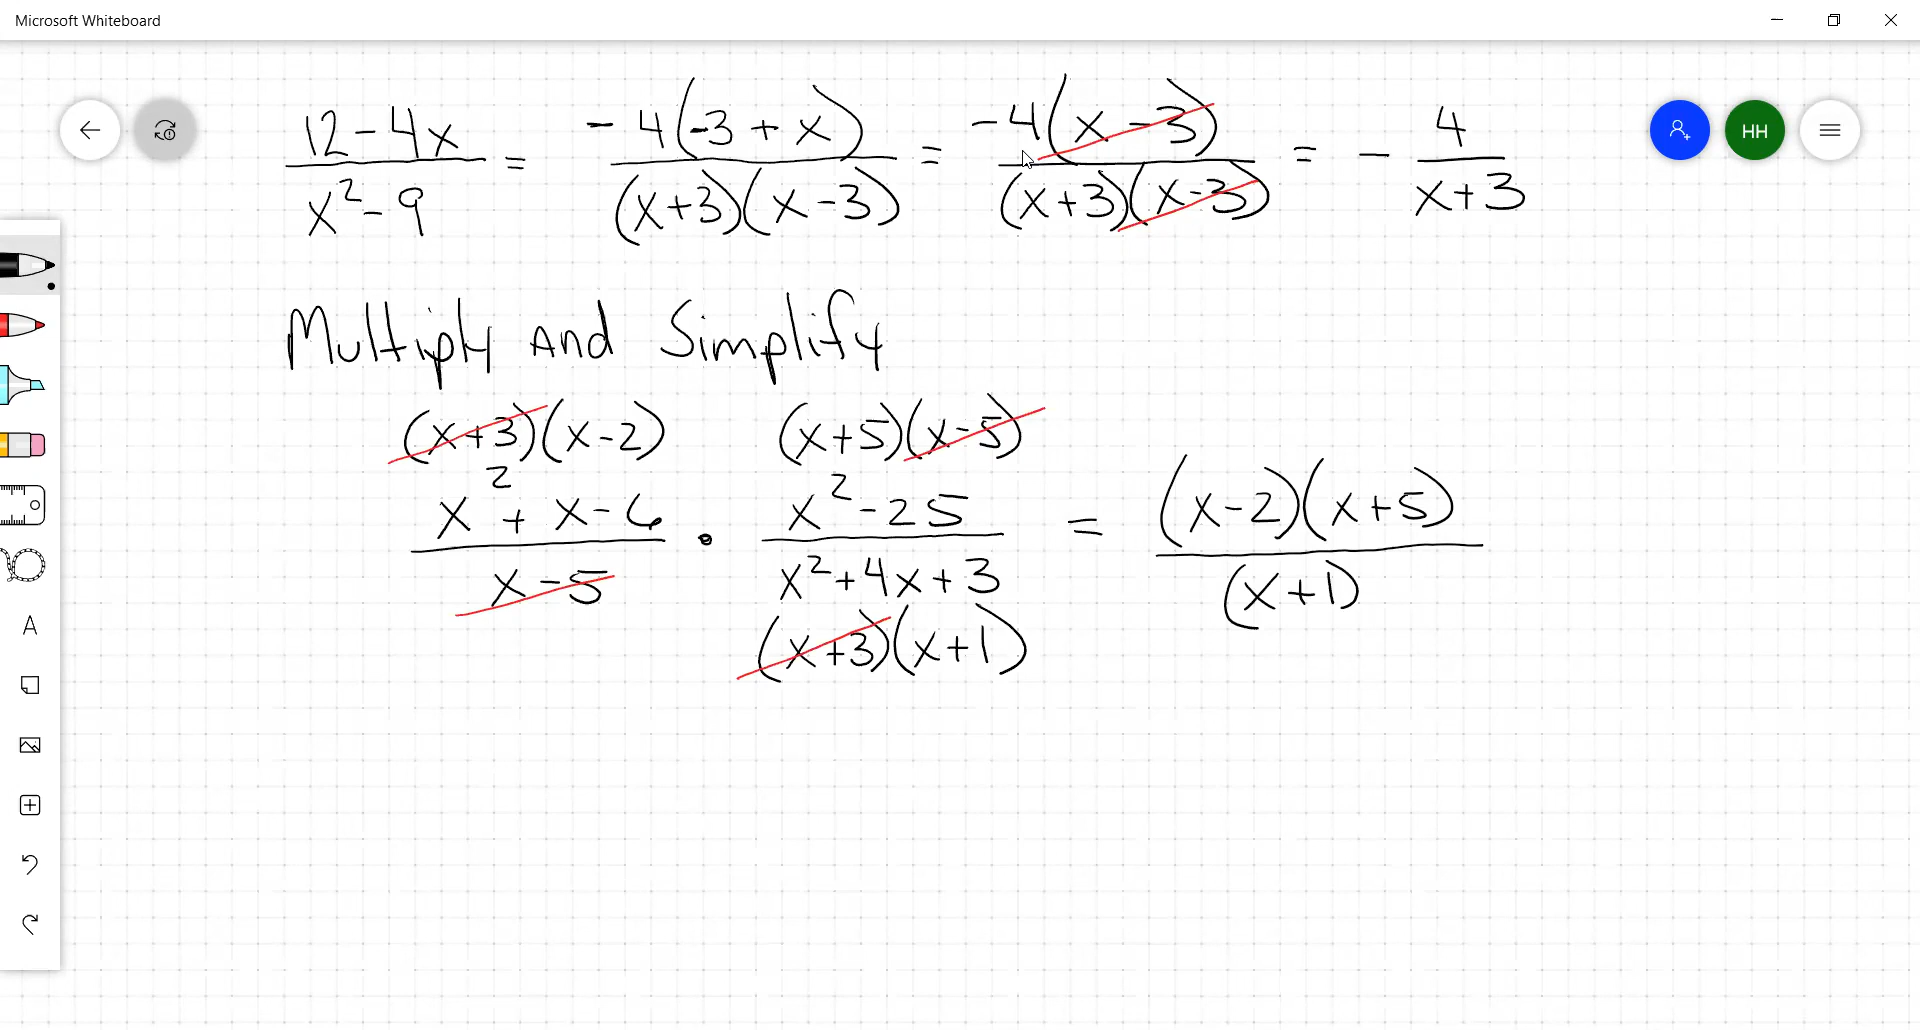 Microsoft Whiteboard
HH
12 - 4x / x² - 9 = - 4(-3 + x) / (x+3)(x-3) = -4(x-3) / (x+3)(x-3) = - 4 / x+3
Multiply And Simplify
(x+3)(x-2) (x+5)(x-5)
x² + x - 6 / x - 5 • x² - 25 / x² + 4x + 3 = (x-2)(x+5) / (x+1)
(x+3)(x+1)
A